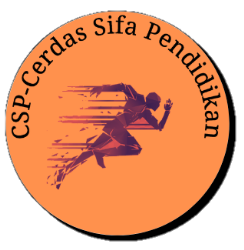 CSP-Cerdas Sifa Pendidikan